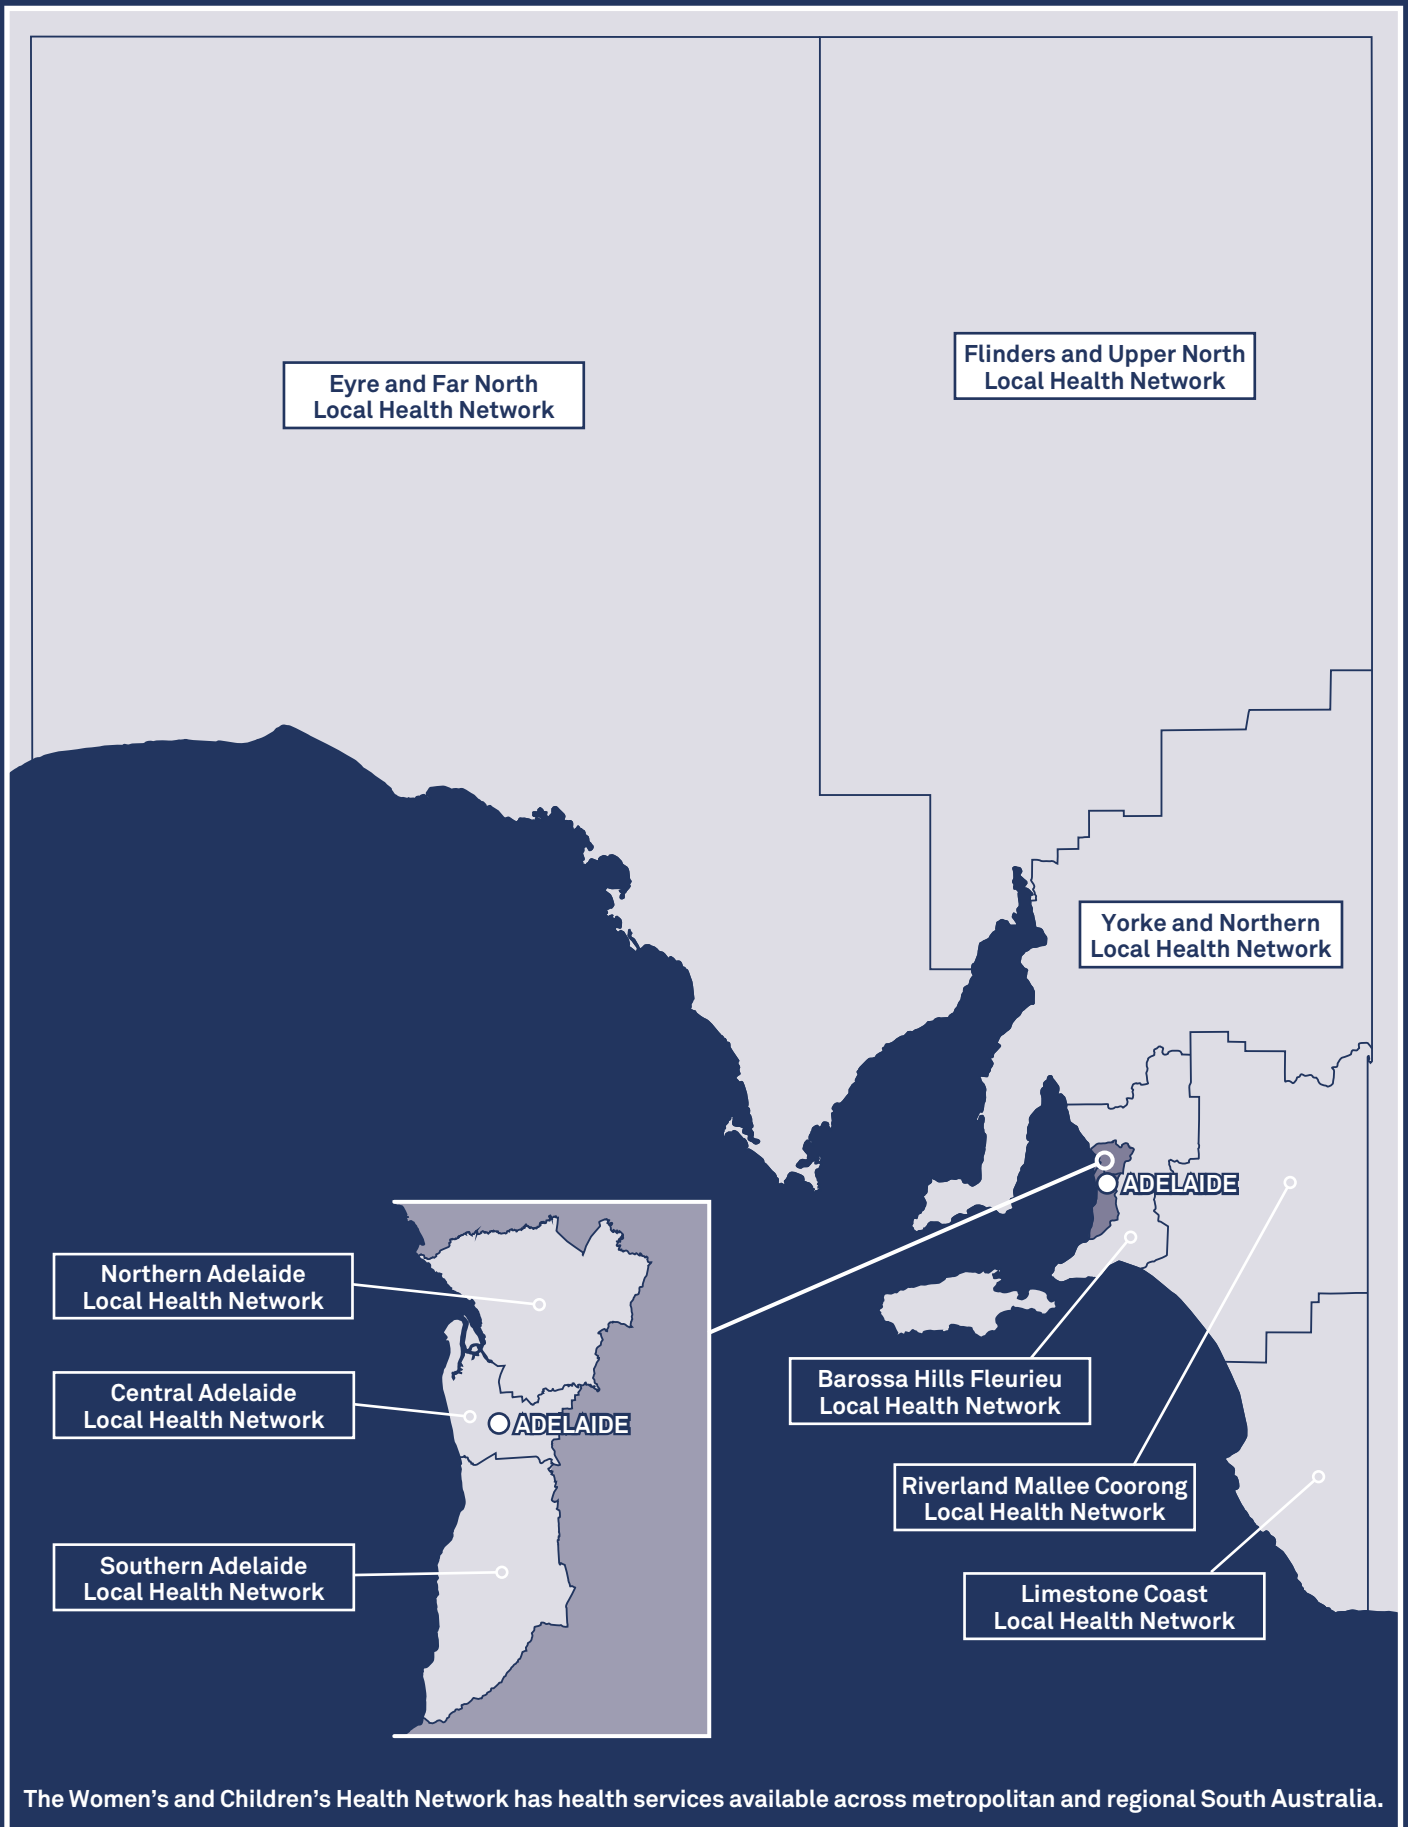 Flinders and Upper North
Local Health Network
Eyre and Far North
Local Health Network
Yorke and Northern
Local Health Network
ADELAIDE
Northern Adelaide
Local Health Network
Central Adelaide
Local Health Network
ADELAIDE
Southern Adelaide
Local Health Network
Barossa Hills Fleurieu
Local Health Network
Riverland Mallee Coorong
Local Health Network
Limestone Coast
Local Health Network
The Women’s and Children’s Health Network has health services available across metropolitan and regional South Australia.